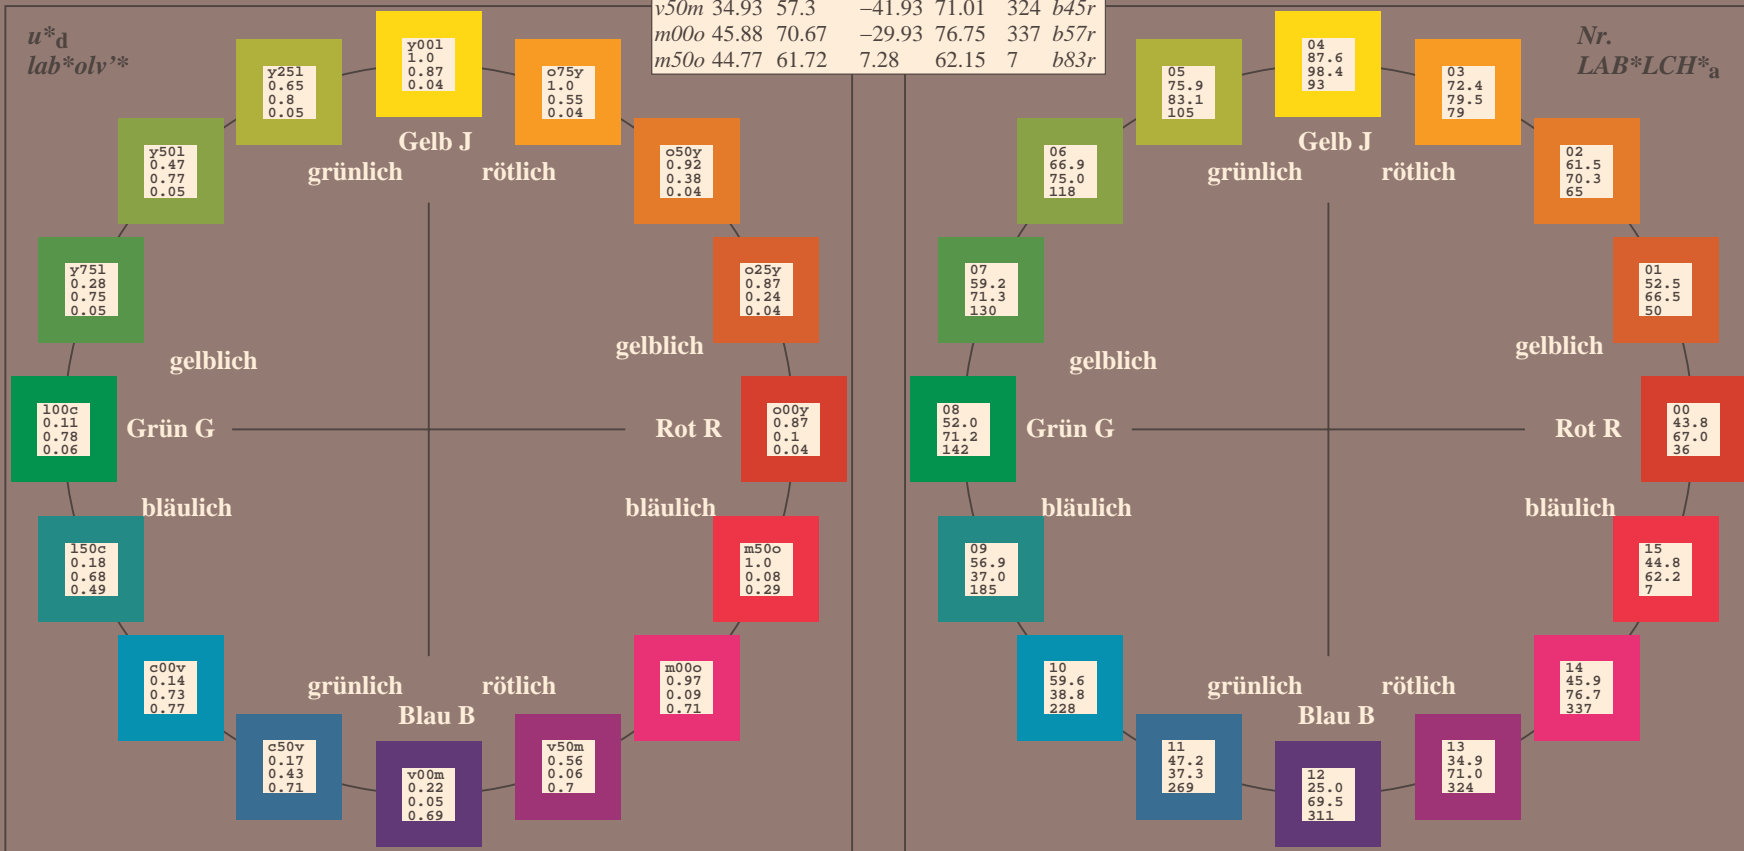 v50m 34.93 57.3 −41.93 71.01 324 b45r
m00o 45.88 70.67 −29.93 76.75 337 b57r
m50o 44.77 61.72 7.28 62.15 7 b83r
u*d
lab*olv'*
y00l
1.0
0.87
0.04
y25l
0.65
0.8
0.05
o75y
1.0
0.55
0.04
y50l
0.47
0.77
0.05
o50y
0.92
0.38
0.04
Gelb J
grünlich rötlich
y75l
0.28
0.75
0.05
o25y
0.87
0.24
0.04
gelblich
gelblich
l00c
0.11
0.78
0.06
Grün G
Rot R
o00y
0.87
0.1
0.04
bläulich
bläulich
l50c
0.18
0.68
0.49
m50o
1.0
0.08
0.29
c00v
0.14
0.73
0.77
m00o
0.97
0.09
0.71
grünlich rötlich
Blau B
c50v
0.17
0.43
0.71
v00m
0.22
0.05
0.69
v50m
0.56
0.06
0.7
Nr.
LAB*LCH*a
04
87.6
98.4
93
05
75.9
83.1
105
03
72.4
79.5
79
06
66.9
75.0
118
02
61.5
70.3
65
Gelb J
grünlich rötlich
07
59.2
71.3
130
01
52.5
66.5
50
gelblich
gelblich
08
52.0
71.2
142
Grün G
Rot R
00
43.8
67.0
36
bläulich
bläulich
09
56.9
37.0
185
15
44.8
62.2
7
10
59.6
38.8
228
14
45.9
76.7
337
grünlich rötlich
Blau B
11
47.2
37.3
269
12
25.0
69.5
311
13
34.9
71.0
324